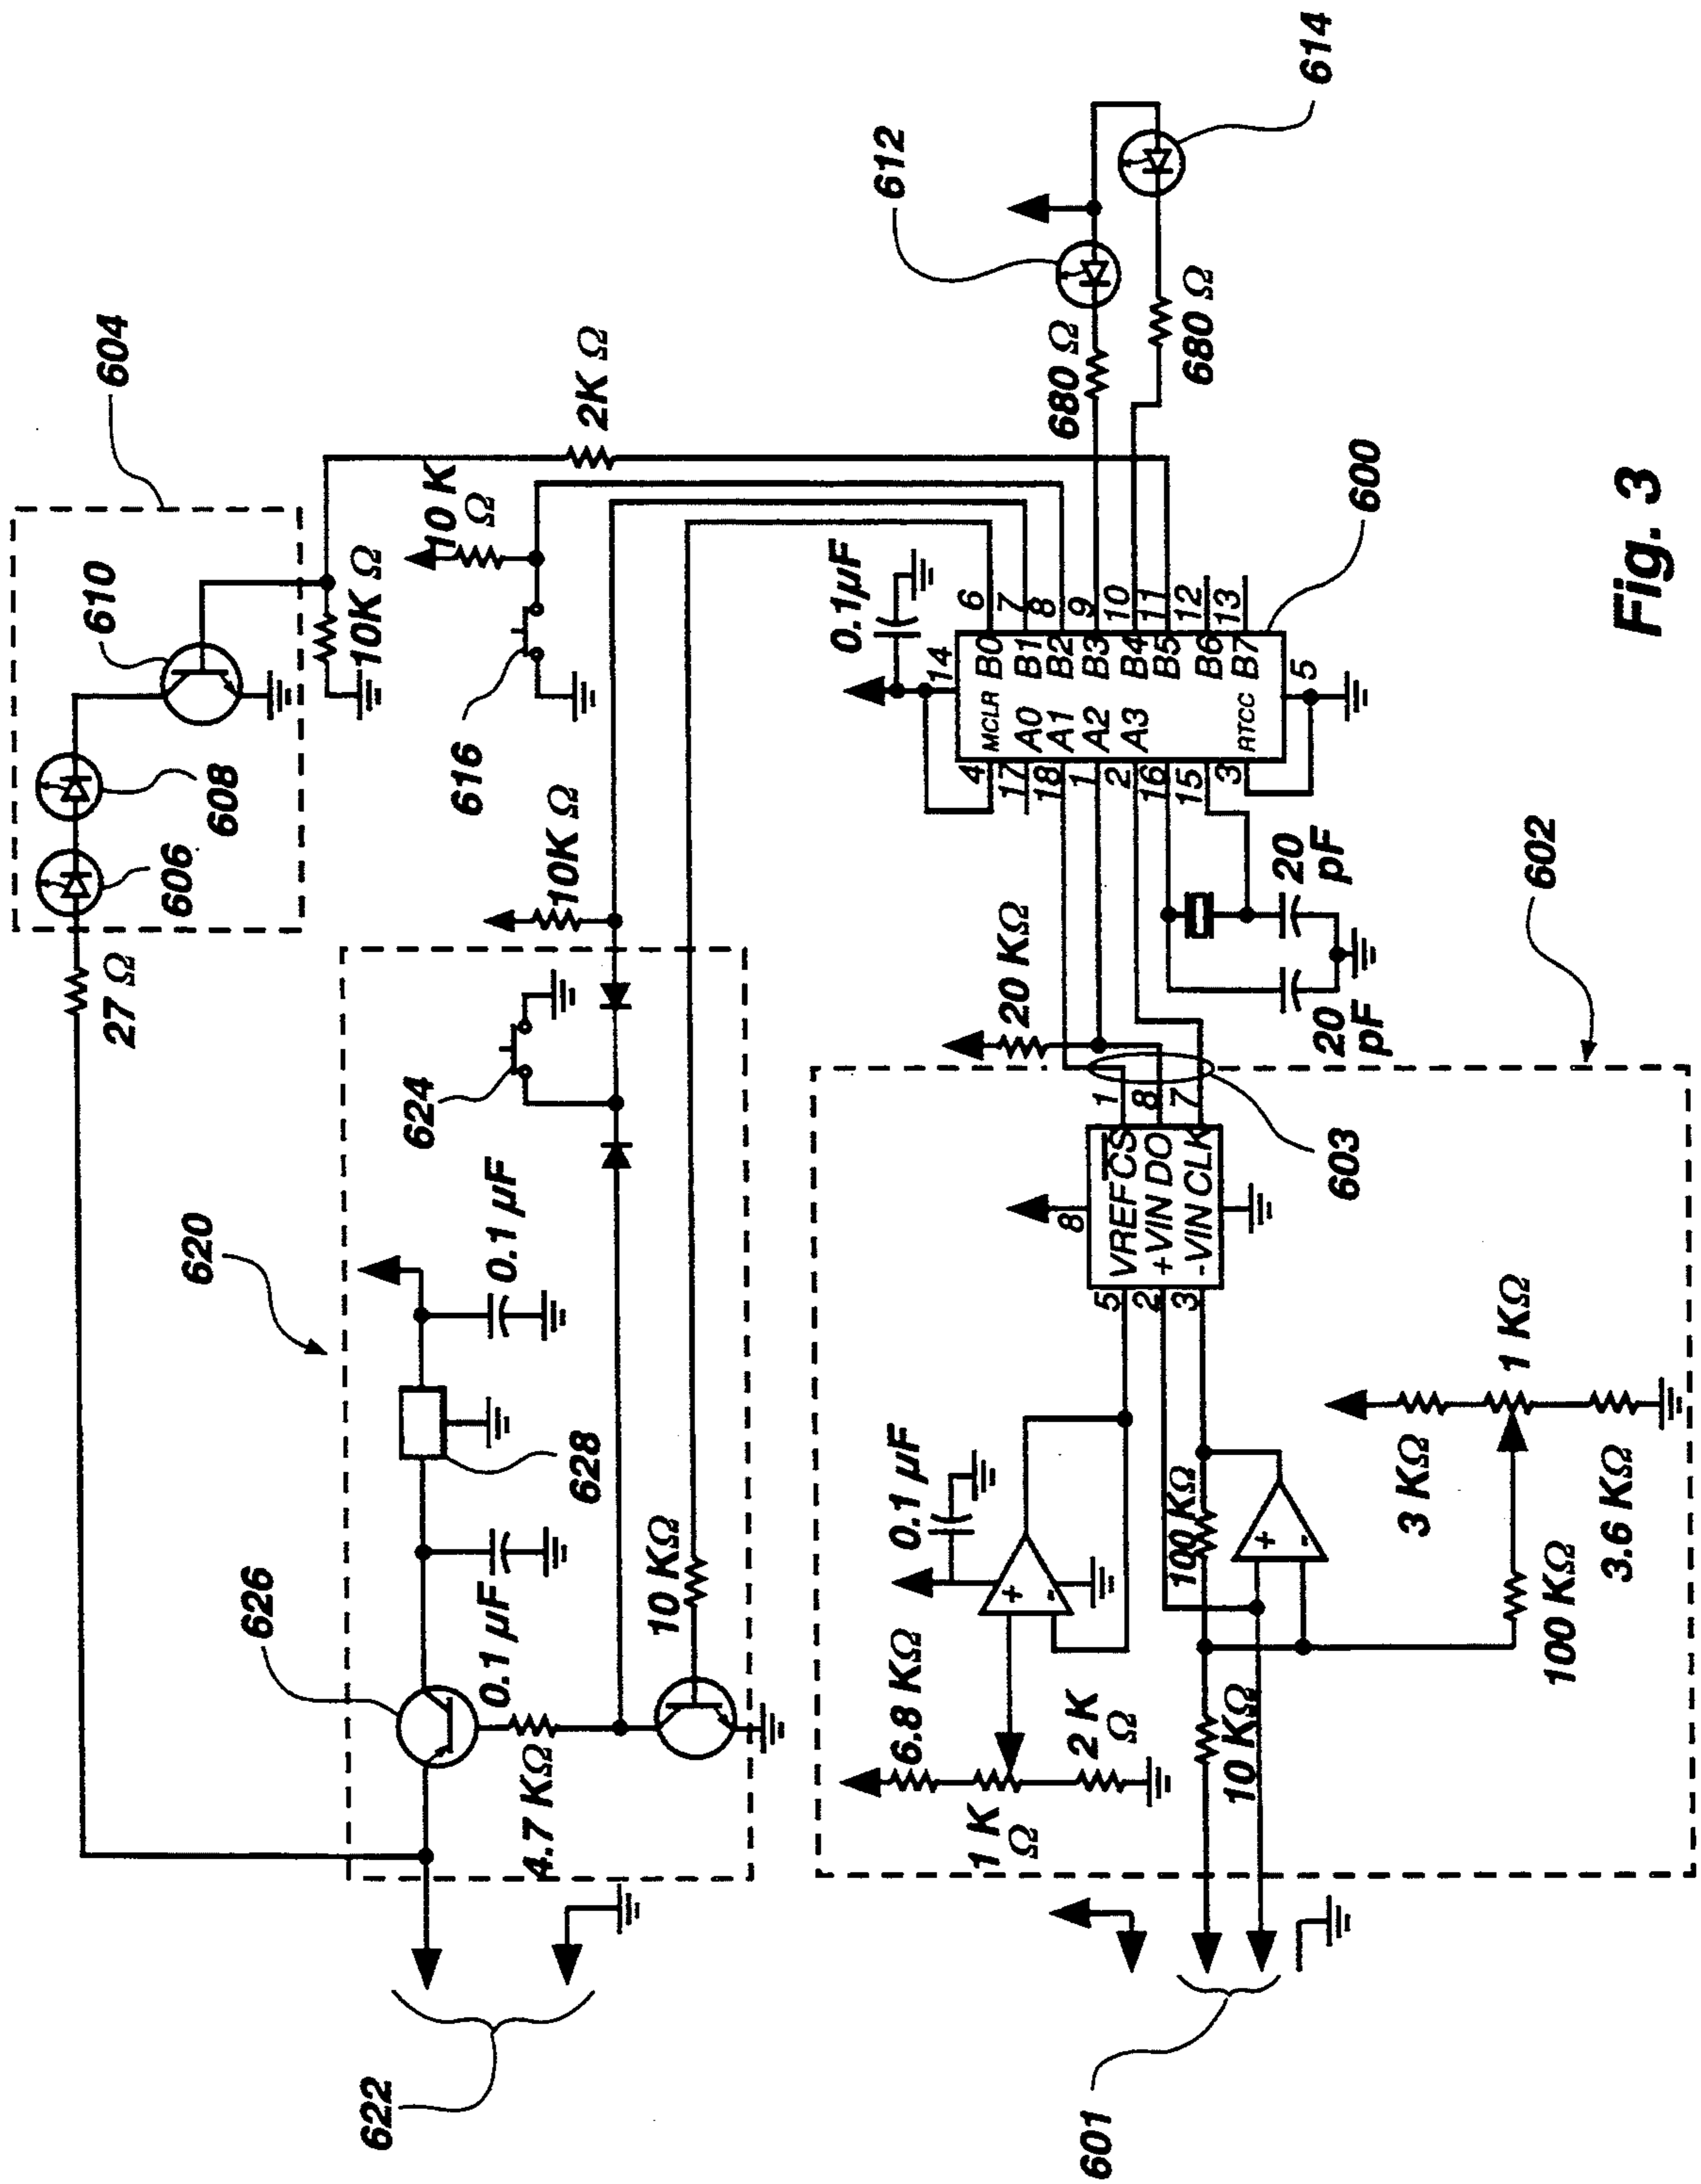 604
610
608
606
27 Ω
10K Ω
10 K
Ω
2K Ω
616
10K Ω
612
614
680 Ω
680 Ω
620
624
0.1 µF
628
626
0.1 µF
4.7 KΩ
10 KΩ
622
0.1µF
14
4
17
18
1
2
16
15
3
MCLR
A0
A1
A2
A3
RTCC
B0
B1
B2
B3
B4
B5
B6
B7
6
7
8
9
10
11
12
13
5
600
20 KΩ
20
pF
20
pF
602
603
1
8
7
8
VREF CS
+VIN DO
-VIN CLK
5
2
3
0.1 µF
+
-
6.8 KΩ
1 K
Ω
2 K
Ω
100 KΩ
+
-
10 KΩ
100 KΩ
3 KΩ
1 KΩ
3.6 KΩ
601
Fig. 3